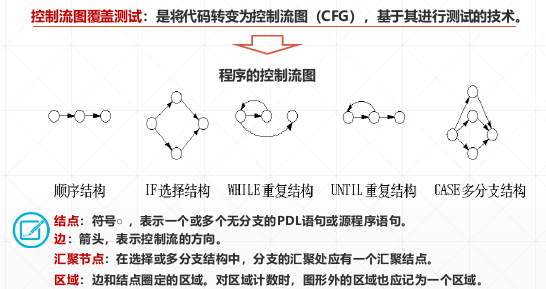 控制流图覆盖测试：是将代码转变为控制流图（CFG），基于其进行测试的技术。
程序的控制流图
顺序结构 IF选择结构 WHILE重复结构 UNTIL重复结构 CASE多分支结构
结点：符号○，表示一个或多个无分支的PDL语句或源程序语句。
边：箭头，表示控制流的方向。
汇聚节点：在选择或多分支结构中，分支的汇聚处应有一个汇聚结点。
区域：边和结点圈定的区域。对区域计数时，图形外的区域也应记为一个区域。